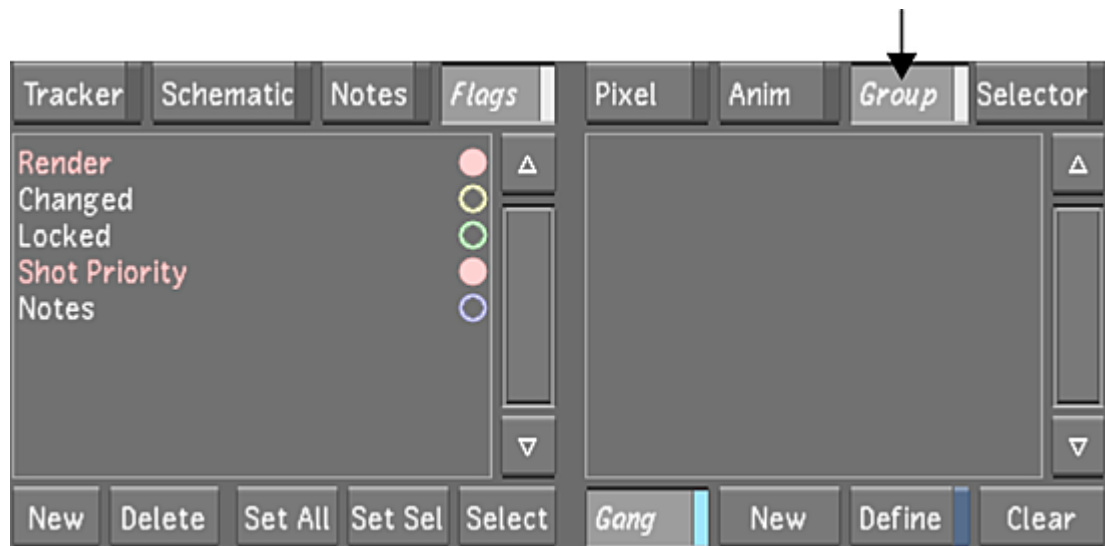 Tracker Schematic Notes Flags Pixel Anim Group Selector
Render
Changed
Locked
Shot Priority
Notes
New Delete Set All Set Sel Select Gang New Define Clear